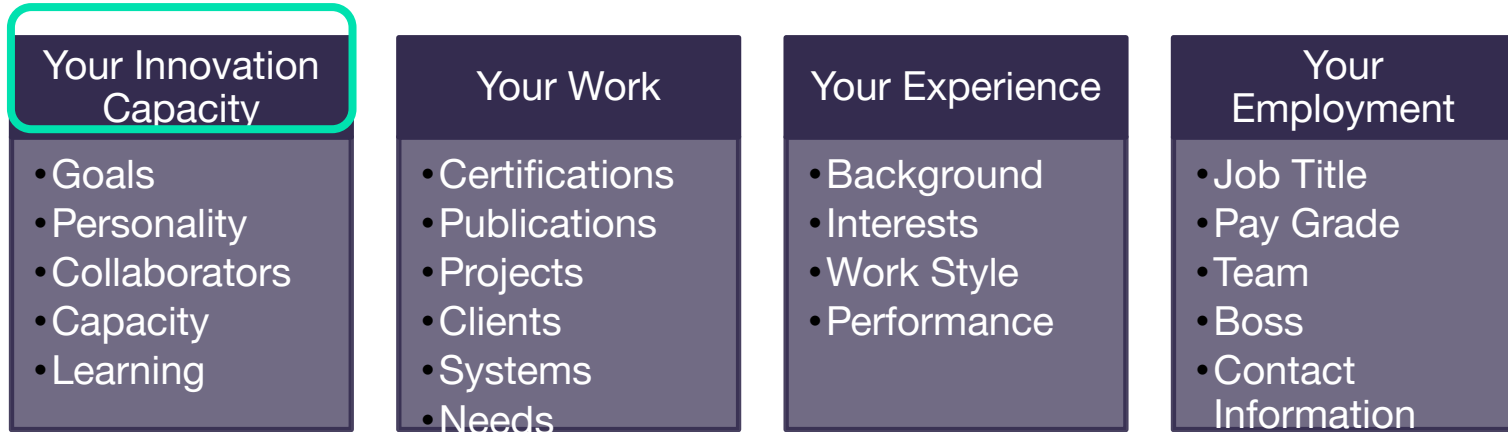 Your Innovation
Capacity
•Goals
•Personality
•Collaborators
•Capacity
•Learning
Your Work
•Certifications
•Publications
•Projects
•Clients
•Systems
•Needs
Your Experience
•Background
•Interests
•Work Style
•Performance
Your
Employment
•Job Title
•Pay Grade
•Team
•Boss
•Contact
Information